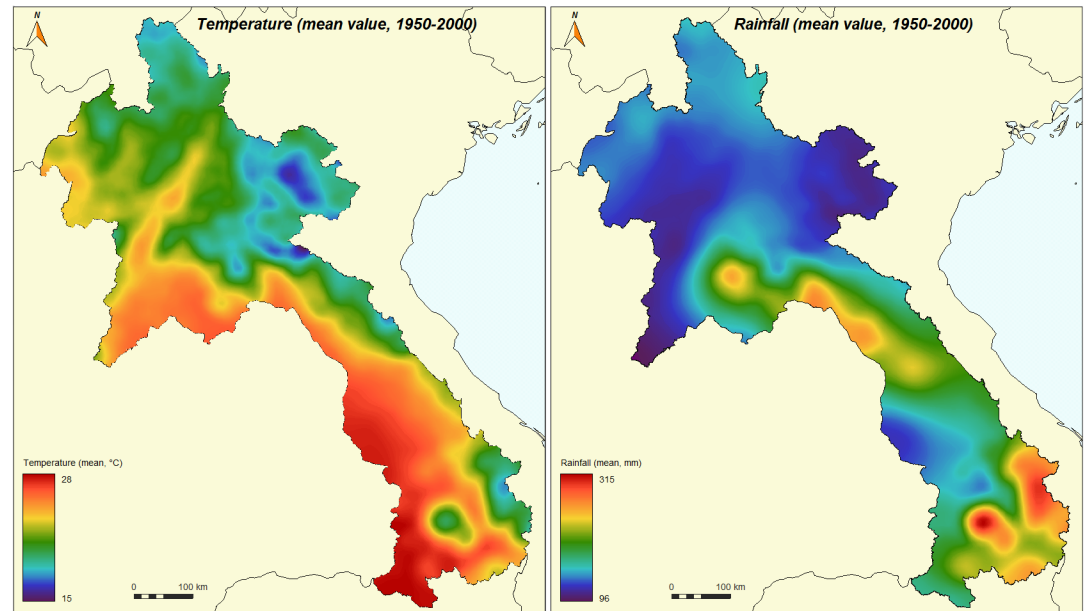 N
Temperature (mean value, 1950-2000)
Temperature (mean, °C)
28
15
0 100 km
N
Rainfall (mean value, 1950-2000)
Rainfall (mean, mm)
315
96
0 100 km